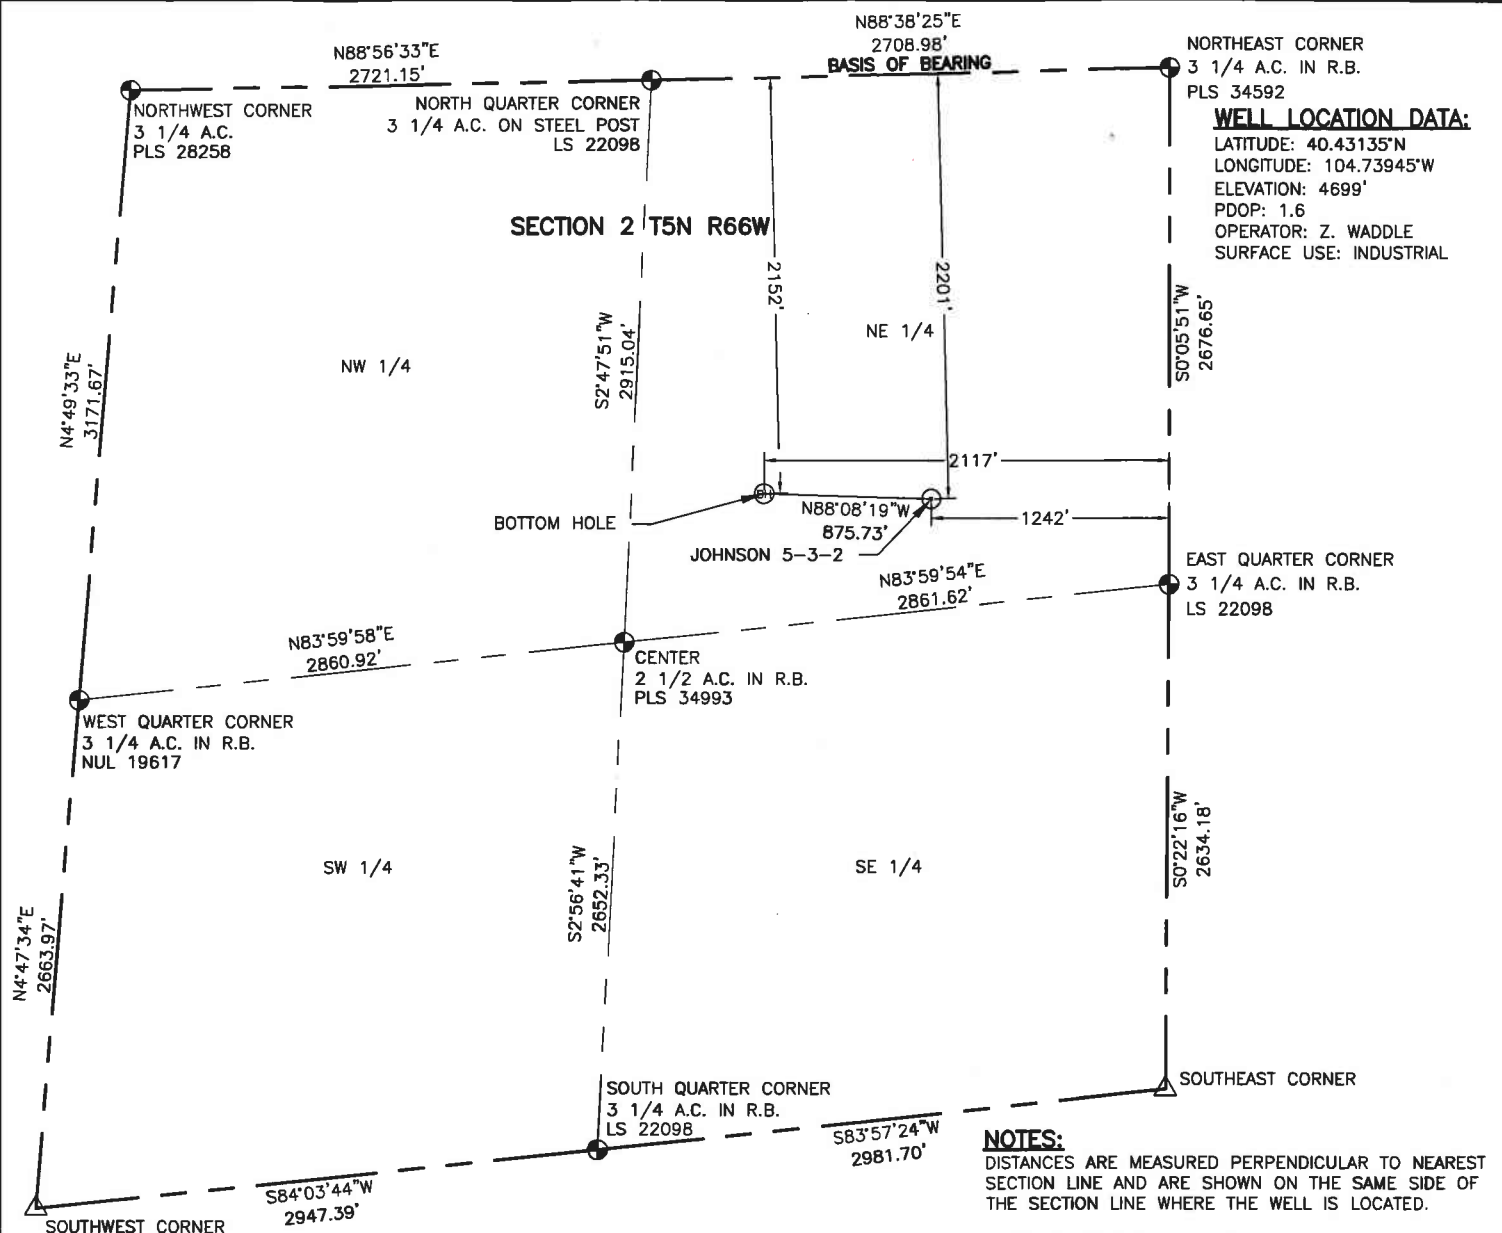 N88°38'25"E
2708.98'
BASIS OF BEARING
N88°56'33"E
2721.15'
NORTHEAST CORNER
3 1/4 A.C. IN R.B.
PLS 34592
NORTHWEST CORNER
3 1/4 A.C.
PLS 28258
NORTH QUARTER CORNER
3 1/4 A.C. ON STEEL POST
LS 22098
WELL LOCATION DATA:
LATITUDE: 40.43135°N
LONGITUDE: 104.73945°W
ELEVATION: 4699'
PDOP: 1.6
OPERATOR: Z. WADDLE
SURFACE USE: INDUSTRIAL
SECTION 2 T5N R66W
2152'
2201'
S0°05'51"W
2676.65'
NE 1/4
NW 1/4
S2°47'51"W
2915.04'
N4°49'33"E
3171.67'
2117'
BH
N88°08'19"W
875.73'
1242'
BOTTOM HOLE
JOHNSON 5-3-2
EAST QUARTER CORNER
3 1/4 A.C. IN R.B.
LS 22098
N83°59'54"E
2861.62'
N83°59'58"E
2860.92'
CENTER
2 1/2 A.C. IN R.B.
PLS 34993
WEST QUARTER CORNER
3 1/4 A.C. IN R.B.
NUL 19617
S0°22'16"W
2634.18'
SW 1/4
SE 1/4
S2°56'41"W
2652.33'
N4°47'34"E
2663.97'
SOUTHEAST CORNER
SOUTH QUARTER CORNER
3 1/4 A.C. IN R.B.
LS 22098
S83°57'24"W
2981.70'
S84°03'44"W
2947.39'
SOUTHWEST CORNER
NOTES:
DISTANCES ARE MEASURED PERPENDICULAR TO NEAREST
SECTION LINE AND ARE SHOWN ON THE SAME SIDE OF
THE SECTION LINE WHERE THE WELL IS LOCATED.